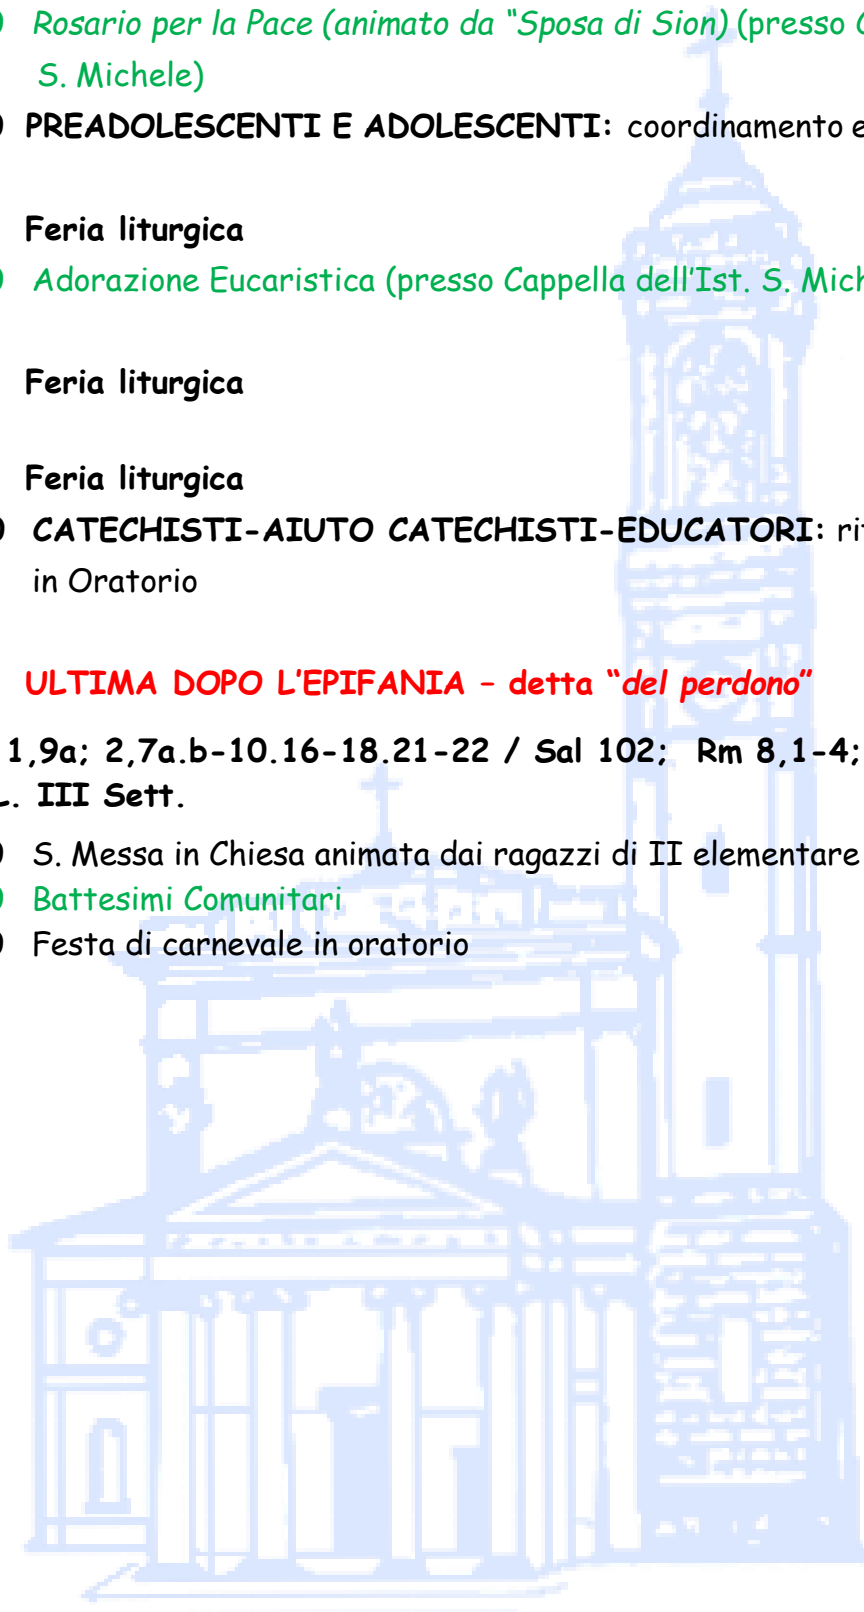 Rosario per la Pace (animato da “Sposa di Sion) (presso
S. Michele)
PREADOLESCENTI E ADOLESCENTI: coordinamento
Feria liturgica
Adorazione Eucaristica (presso Cappella dell’Ist. S.
Feria liturgica
Feria liturgica
CATECHISTI-AIUTO CATECHISTI-EDUCATORI:
in Oratorio
ULTIMA DOPO L’EPIFANIA – detta “del perdono”
1,9a; 2,7a.b-10.16-18.21-22 / Sal 102; Rm 8,1-4;
III Sett.
S. Messa in Chiesa animata dai ragazzi di II elementare
Battesimi Comunitari
Festa di carnevale in oratorio